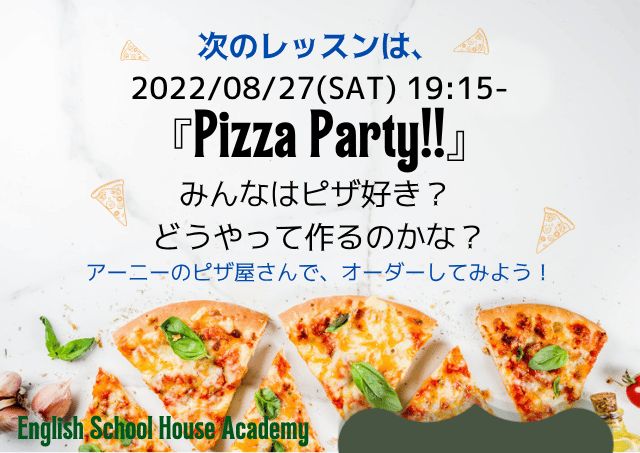 次のレッスンは、
2022/08/27(SAT) 19:15-
『Pizza Party!!』
みんなはピザ好き？
どうやって作るのかな？
アーニーのピザ屋さんで、オーダーしてみよう！
English School House Academy